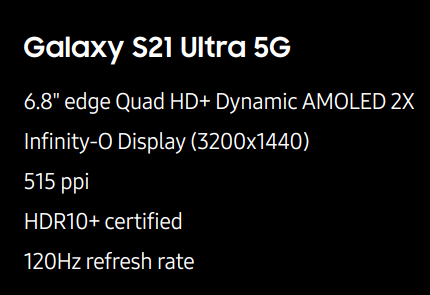 Galaxy S21 Ultra 5G
6.8" edge Quad HD+ Dynamic AMOLED 2X
Infinity-O Display (3200x1440)
515 ppi
HDR10+ certified
120Hz refresh rate